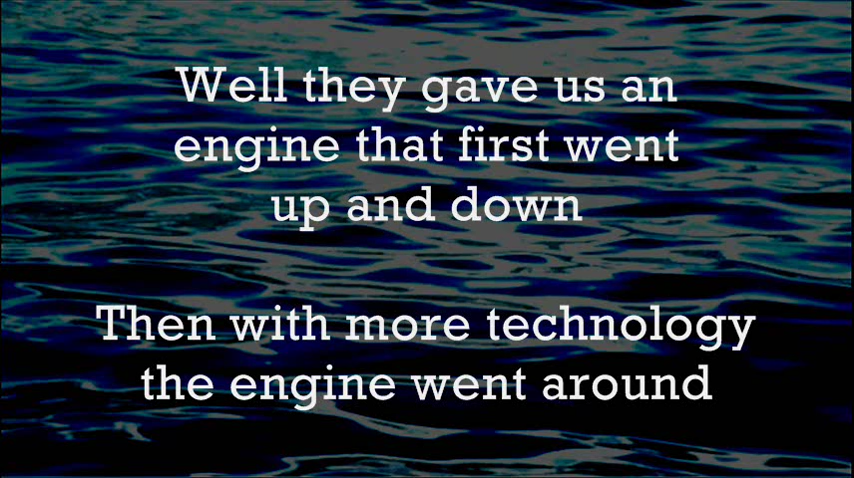 Well they gave us an
engine that first went
up and down
Then with more technology
the engine went around